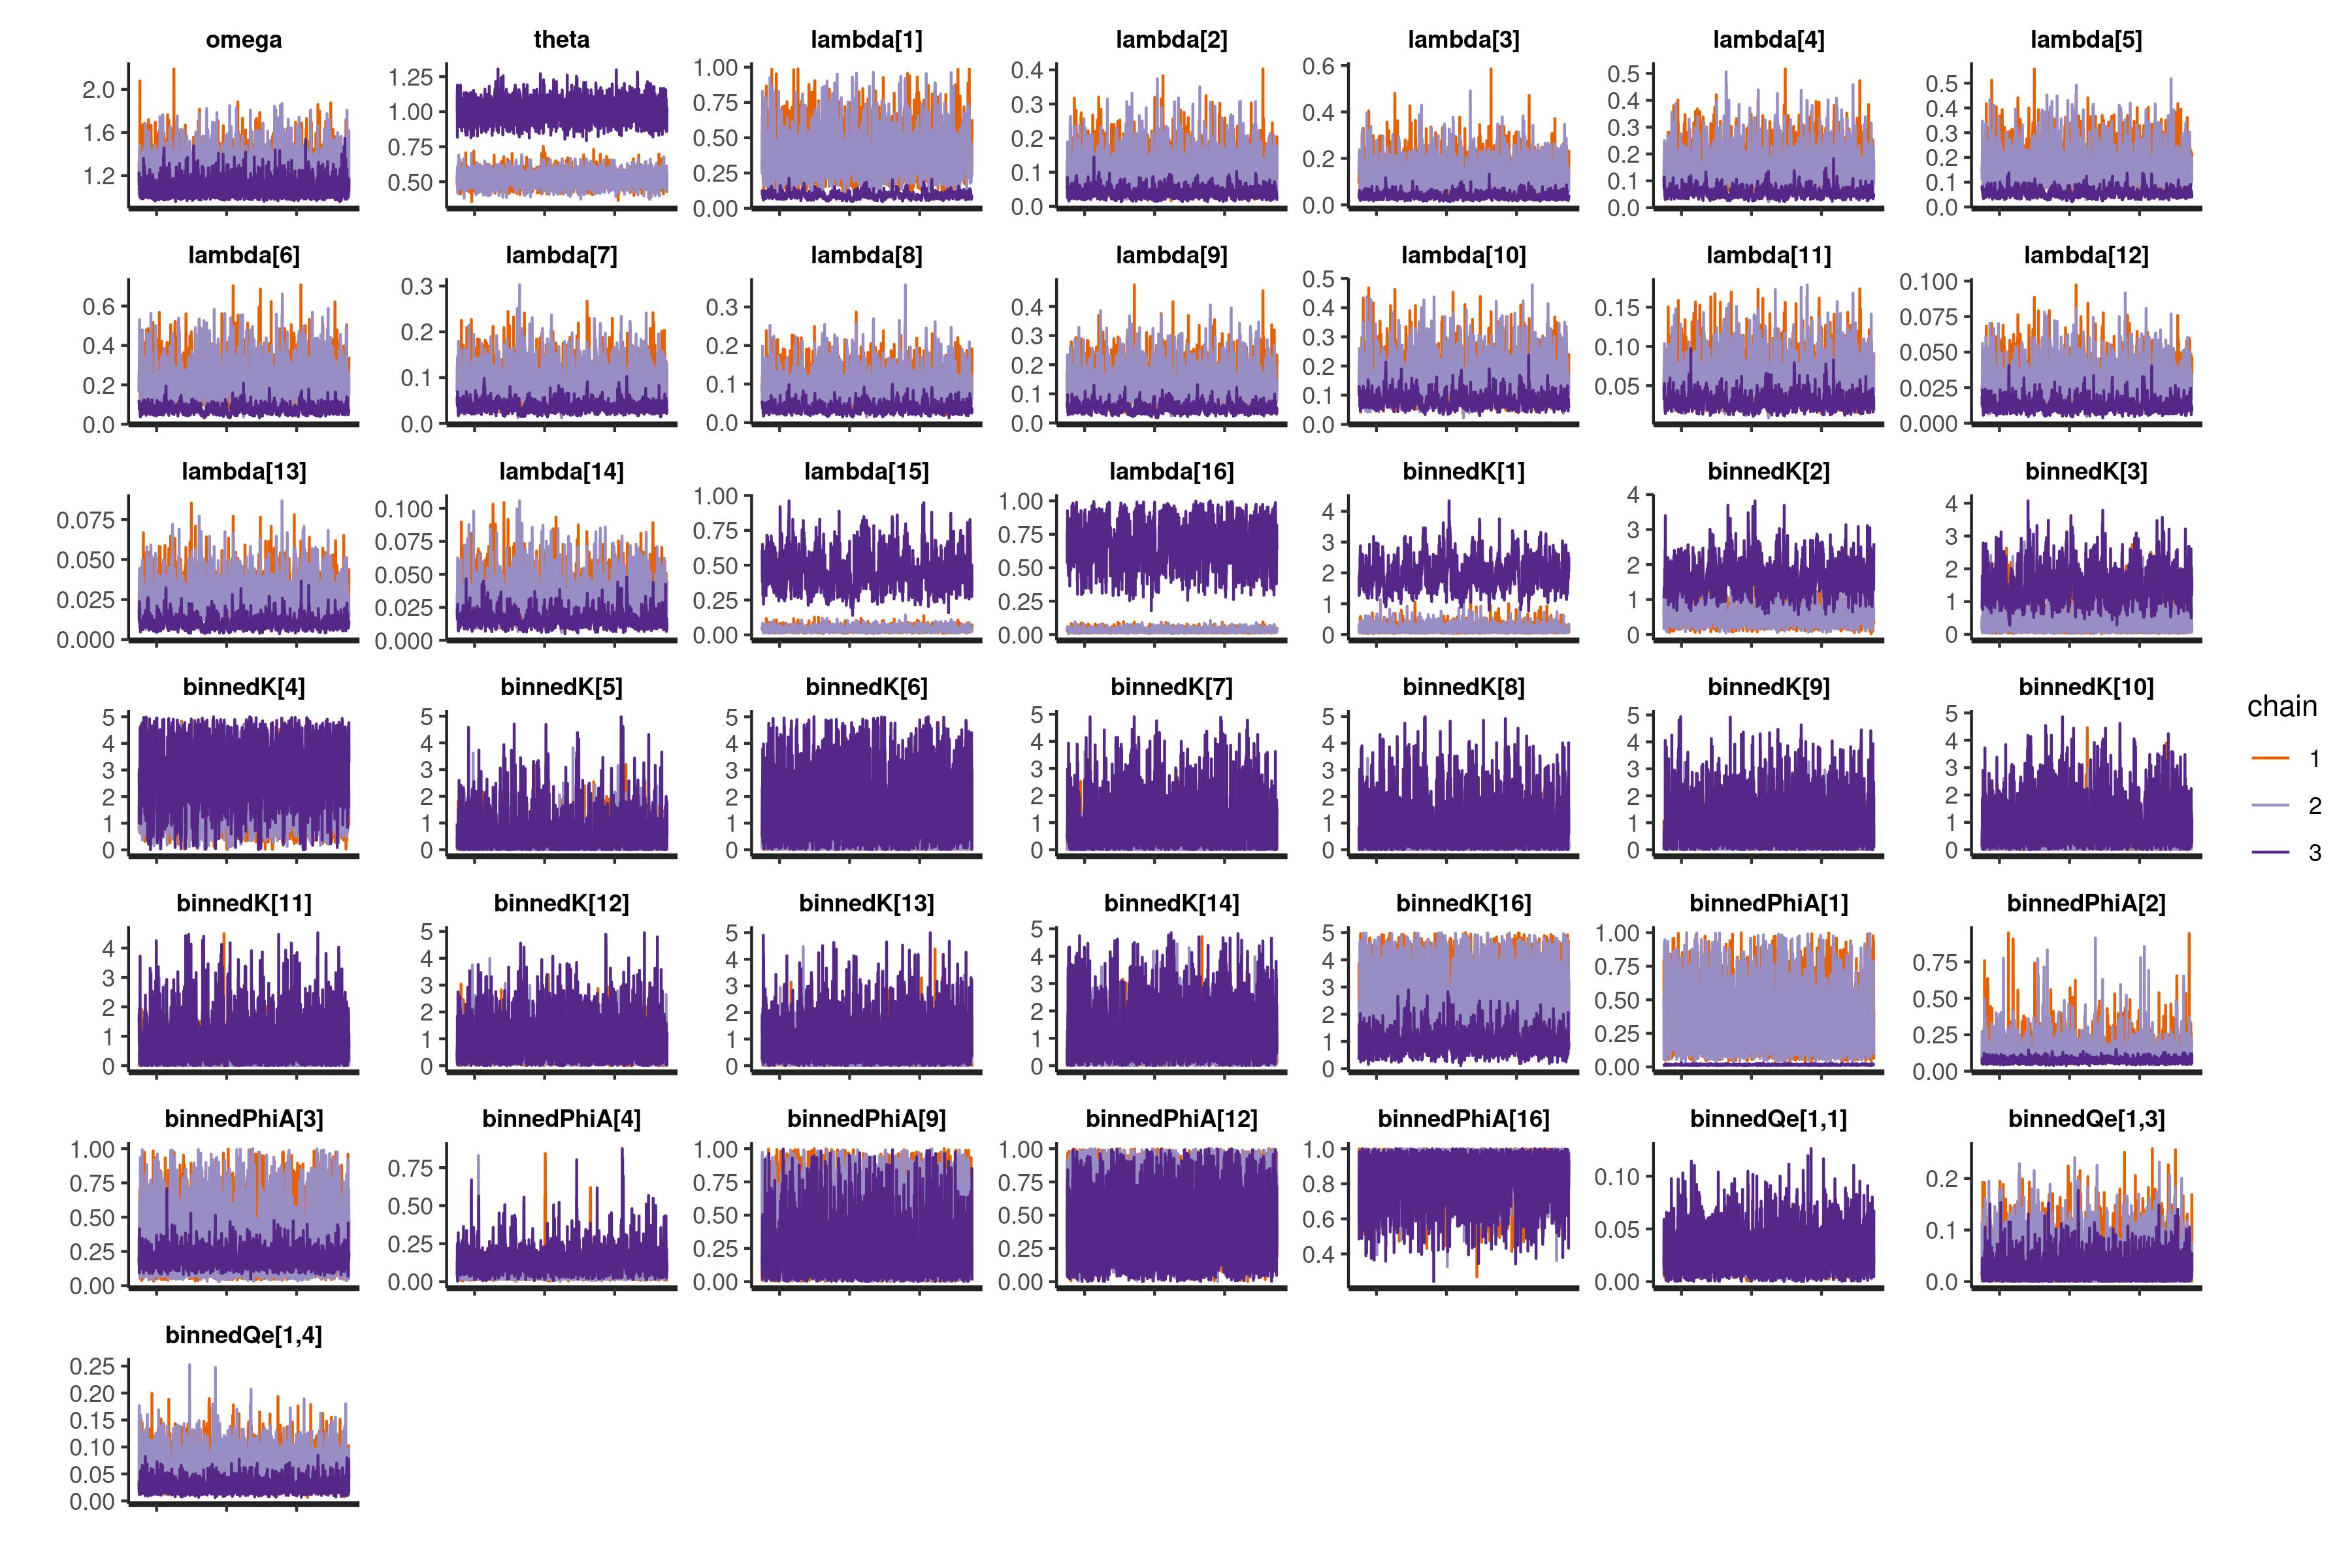 omega theta lambda[1] lambda[2] lambda[3] lambda[4] lambda[5]
2.0 1.6 1.2
1.25 1.00 0.75 0.50
1.00 0.75 0.50 0.25 0.00
0.4 0.3 0.2 0.1 0.0
0.6 0.4 0.2 0.0
0.5 0.4 0.3 0.2 0.1 0.0
0.5 0.4 0.3 0.2 0.1 0.0
lambda[6] lambda[7] lambda[8] lambda[9] lambda[10] lambda[11] lambda[12]
0.6 0.4 0.2 0.0
0.3 0.2 0.1 0.0
0.3 0.2 0.1 0.0
0.4 0.3 0.2 0.1 0.0
0.5 0.4 0.3 0.2 0.1 0.0
0.15 0.10 0.05
0.100 0.075 0.050 0.025 0.000
lambda[13] lambda[14] lambda[15] lambda[16] binnedK[1] binnedK[2] binnedK[3]
0.075 0.050 0.025 0.000
0.100 0.075 0.050 0.025 0.000
1.00 0.75 0.50 0.25 0.00
1.00 0.75 0.50 0.25 0.00
4 3 2 1 0
4 3 2 1 0
4 3 2 1 0
binnedK[4] binnedK[5] binnedK[6] binnedK[7] binnedK[8] binnedK[9] binnedK[10]
5 4 3 2 1 0
5 4 3 2 1 0
5 4 3 2 1 0
5 4 3 2 1 0
5 4 3 2 1 0
5 4 3 2 1 0
5 4 3 2 1 0
chain
1
2
3
binnedK[11] binnedK[12] binnedK[13] binnedK[14] binnedK[16] binnedPhiA[1] binnedPhiA[2]
4 3 2 1 0
5 4 3 2 1 0
5 4 3 2 1 0
5 4 3 2 1 0
5 4 3 2 1 0
1.00 0.75 0.50 0.25 0.00
0.75 0.50 0.25 0.00
binnedPhiA[3] binnedPhiA[4] binnedPhiA[9] binnedPhiA[12] binnedPhiA[16] binnedQe[1,1] binnedQe[1,3]
1.00 0.75 0.50 0.25 0.00
0.75 0.50 0.25 0.00
1.00 0.75 0.50 0.25 0.00
1.00 0.75 0.50 0.25 0.00
1.0 0.8 0.6 0.4
0.10 0.05 0.00
0.2 0.1 0.0
binnedQe[1,4]
0.25 0.20 0.15 0.10 0.05 0.00